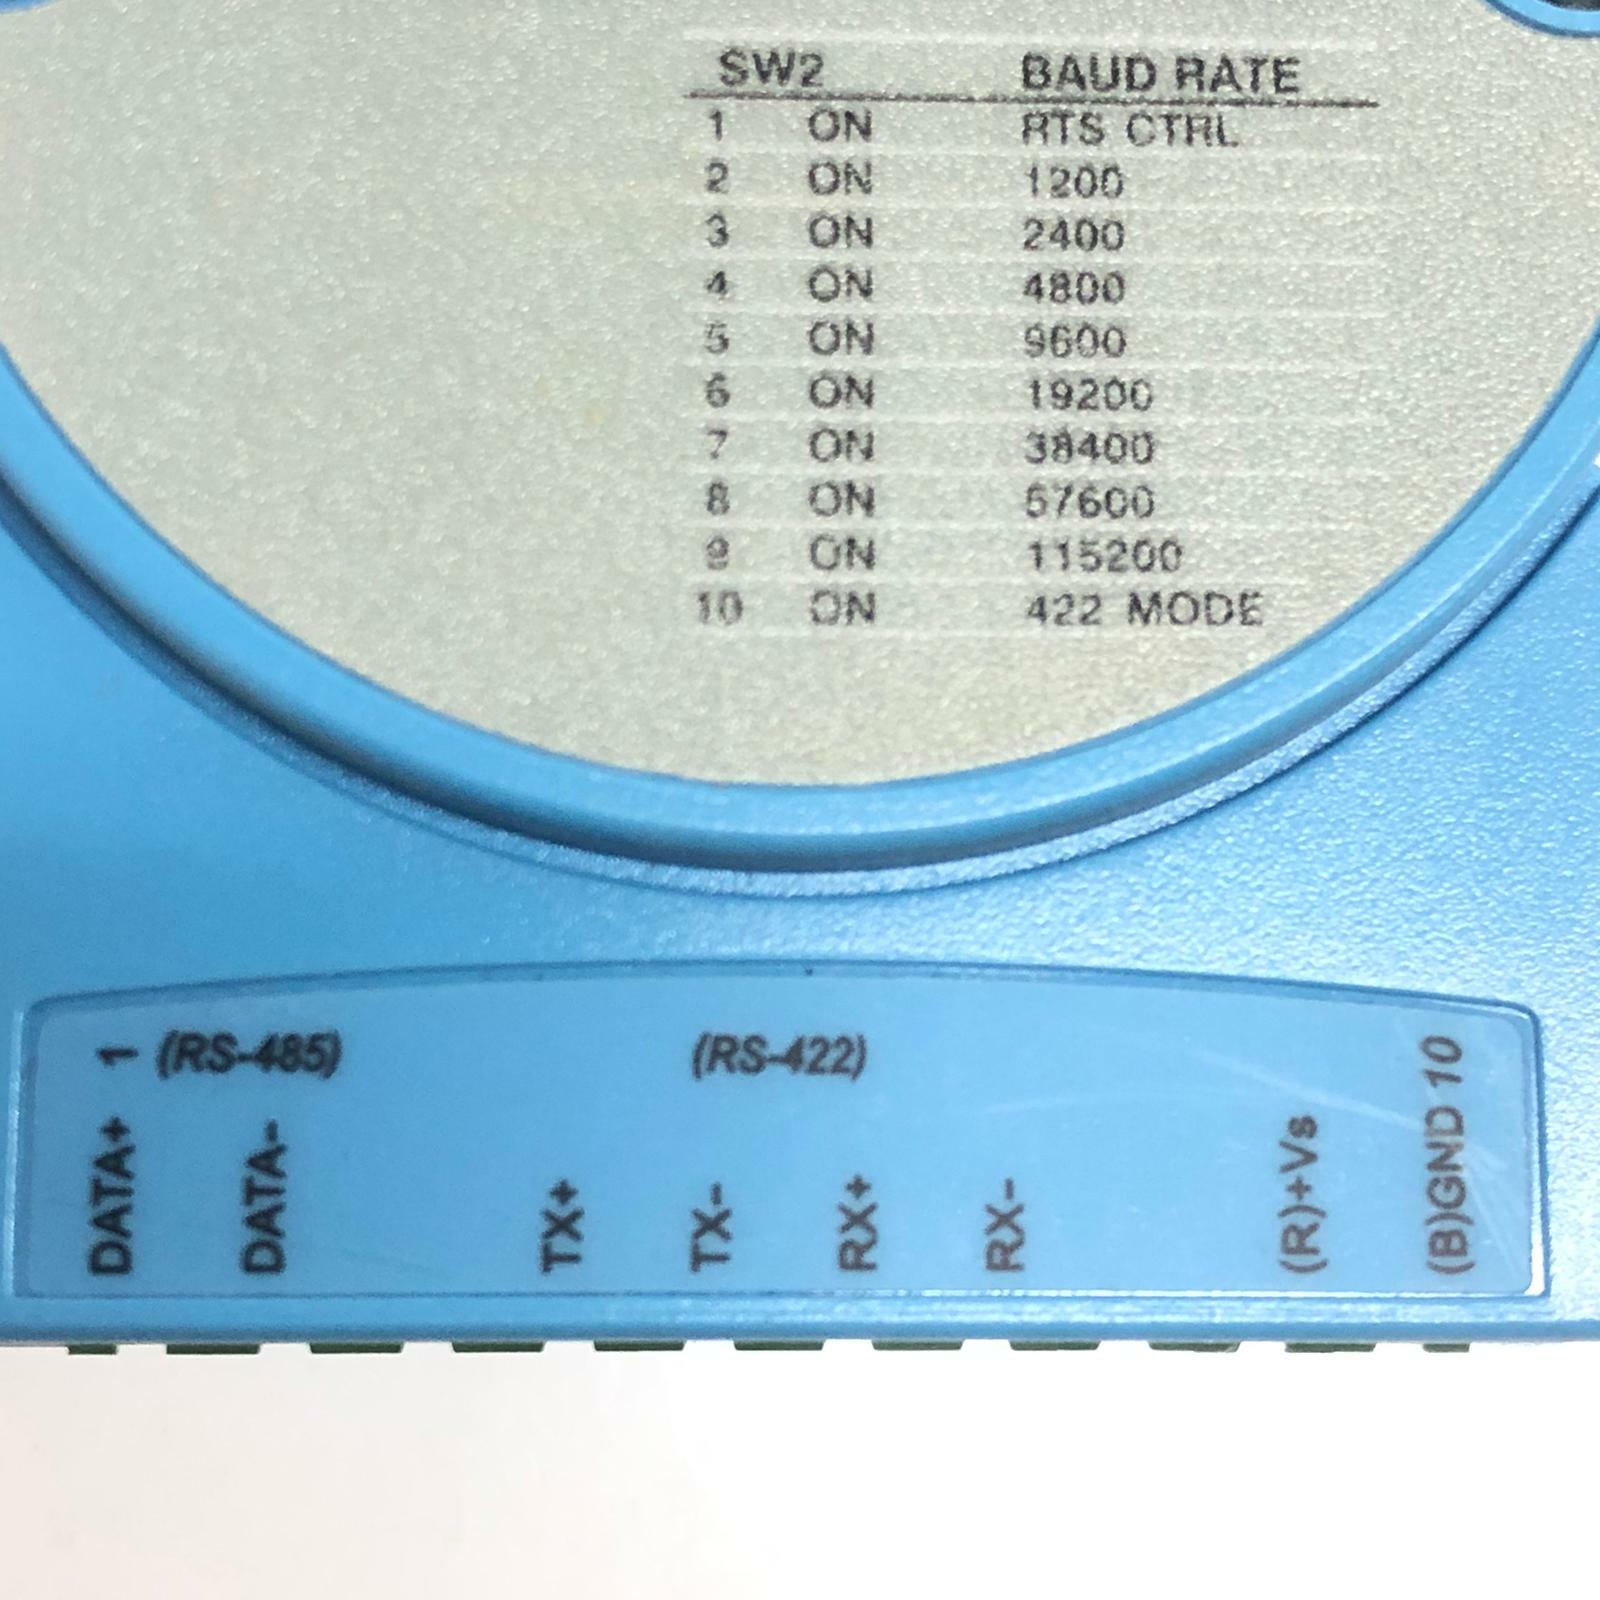 SW2 BAUD RATE
1 ON RTS CTRL
2 ON 1200
3 ON 2400
4 ON 4800
5 ON 9600
6 ON 19200
7 ON 38400
8 ON 57600
9 ON 115200
10 ON 422 MODE
1 (RS-485) (RS-422) 10
DATA+
DATA-
TX+
TX-
RX+
RX-
(R)+Vs
(B)GND